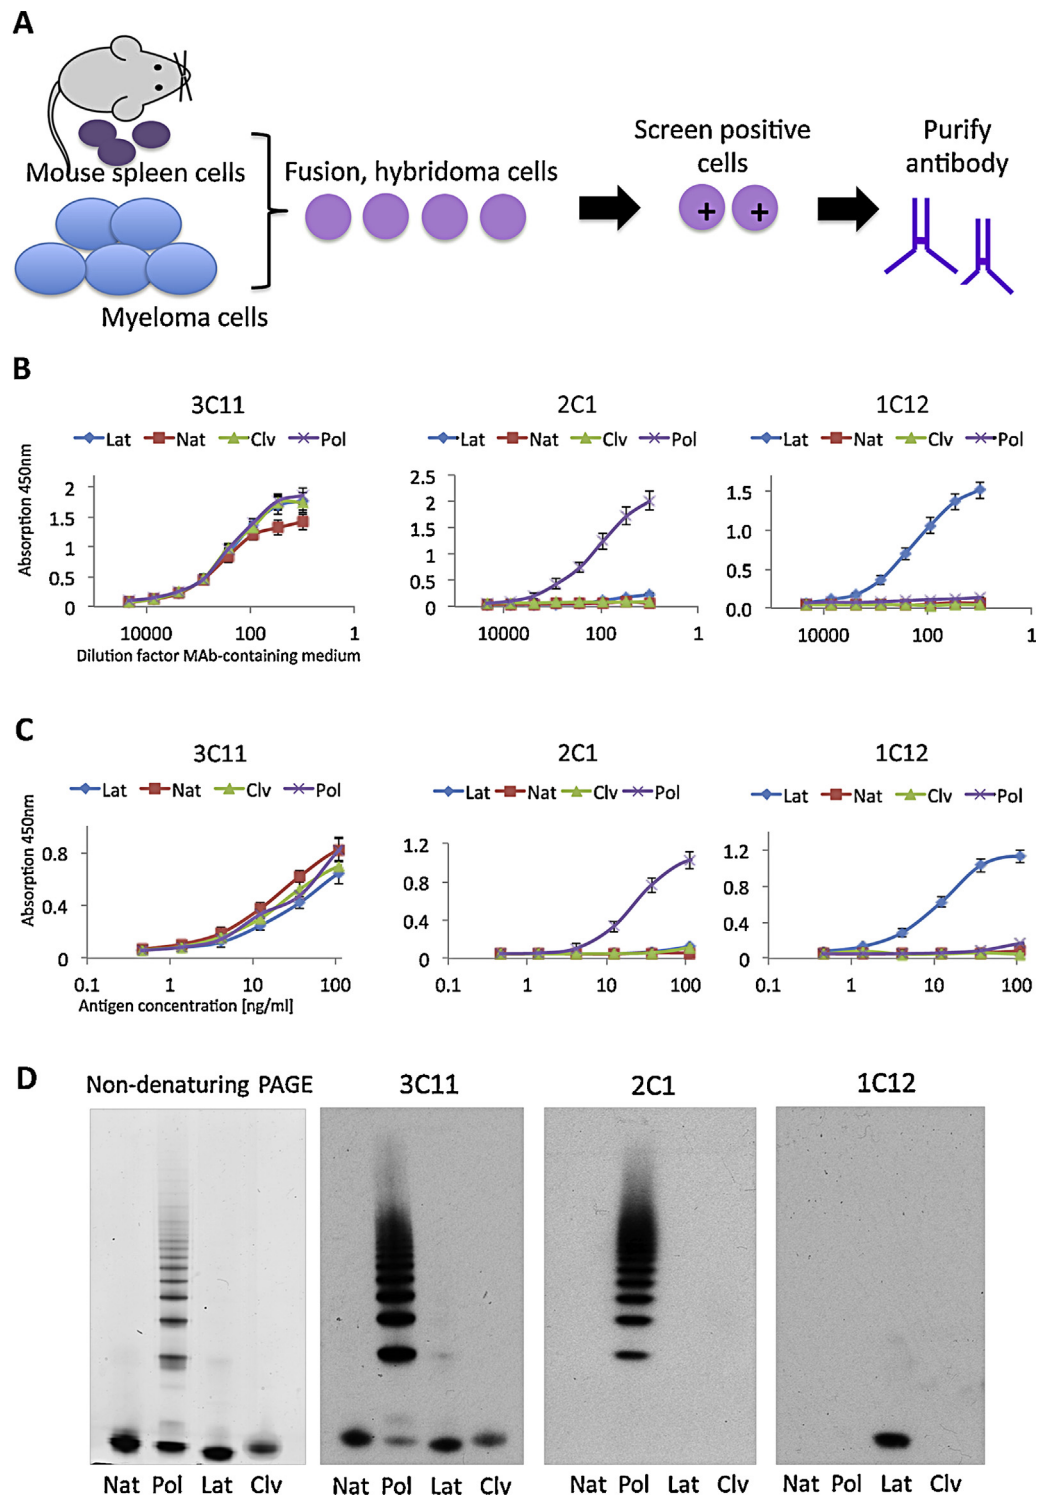 A
Mouse spleen cells
Myeloma cells
Fusion, hybridoma cells
Screen positive
cells
+ +
Purify
antibody
B
3C11
2C1
1C12
Lat Nat Clv Pol
Lat Nat Clv Pol
Lat Nat Clv Pol
Absorption 450nm
2
1.5
1
0.5
0
10000 100 1
2.5
2
1.5
1
0.5
0
10000 100 1
1.5
1.0
0.5
0.0
10000 100 1
Dilution factor MAb-containing medium
C
3C11
2C1
1C12
Lat Nat Clv Pol
Lat Nat Clv Pol
Lat Nat Clv Pol
Absorption 450nm
0.8
0.4
0
0.1 1 10 100
1.2
0.8
0.4
0
0.1 1 10 100
1.2
0.8
0.4
0
0.1 1 10 100
Antigen concentration [ng/ml]
D
Non-denaturing PAGE
3C11
2C1
1C12
Nat Pol Lat Clv
Nat Pol Lat Clv
Nat Pol Lat Clv
Nat Pol Lat Clv